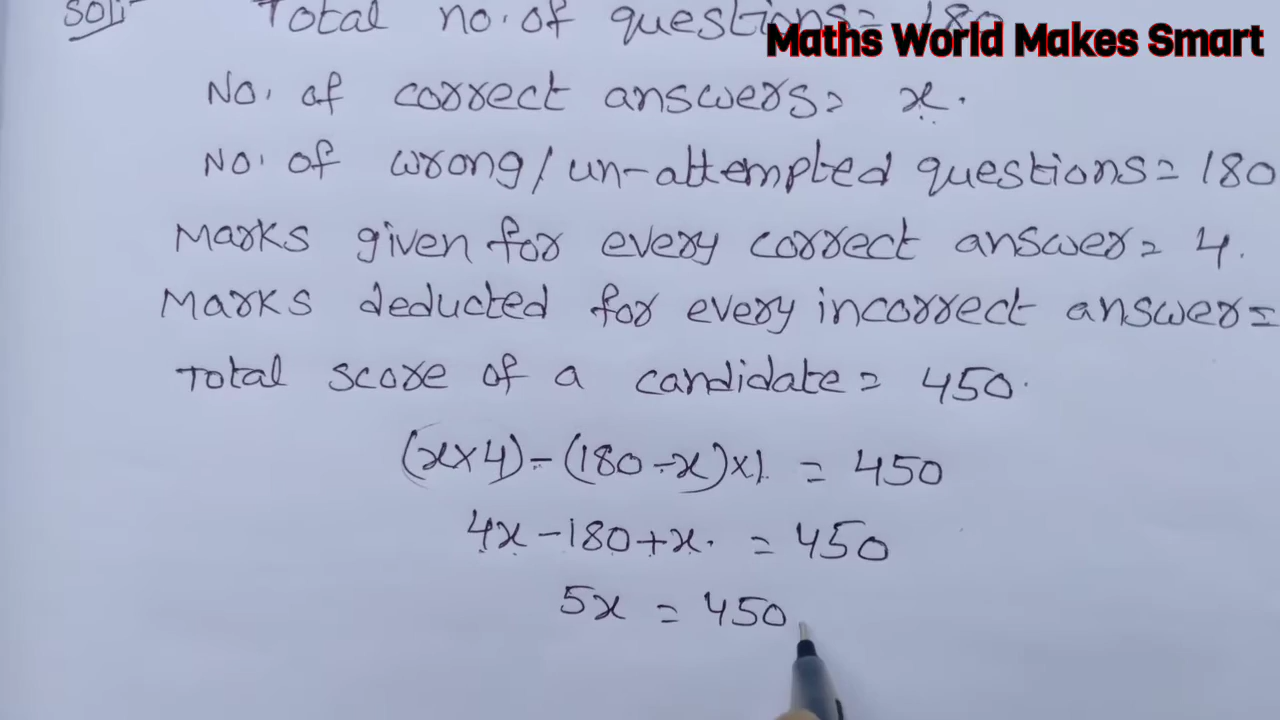 Soln
Total no. of questions = 180
Maths World Makes Smart
No. of correct answers = x.
No. of wrong/un-attempted questions = 180
Marks given for every correct answer = 4.
Marks deducted for every incorrect answer =
Total score of a candidate = 450.
(x×4)-(180-x)×1 = 450
4x-180+x. = 450
5x = 450